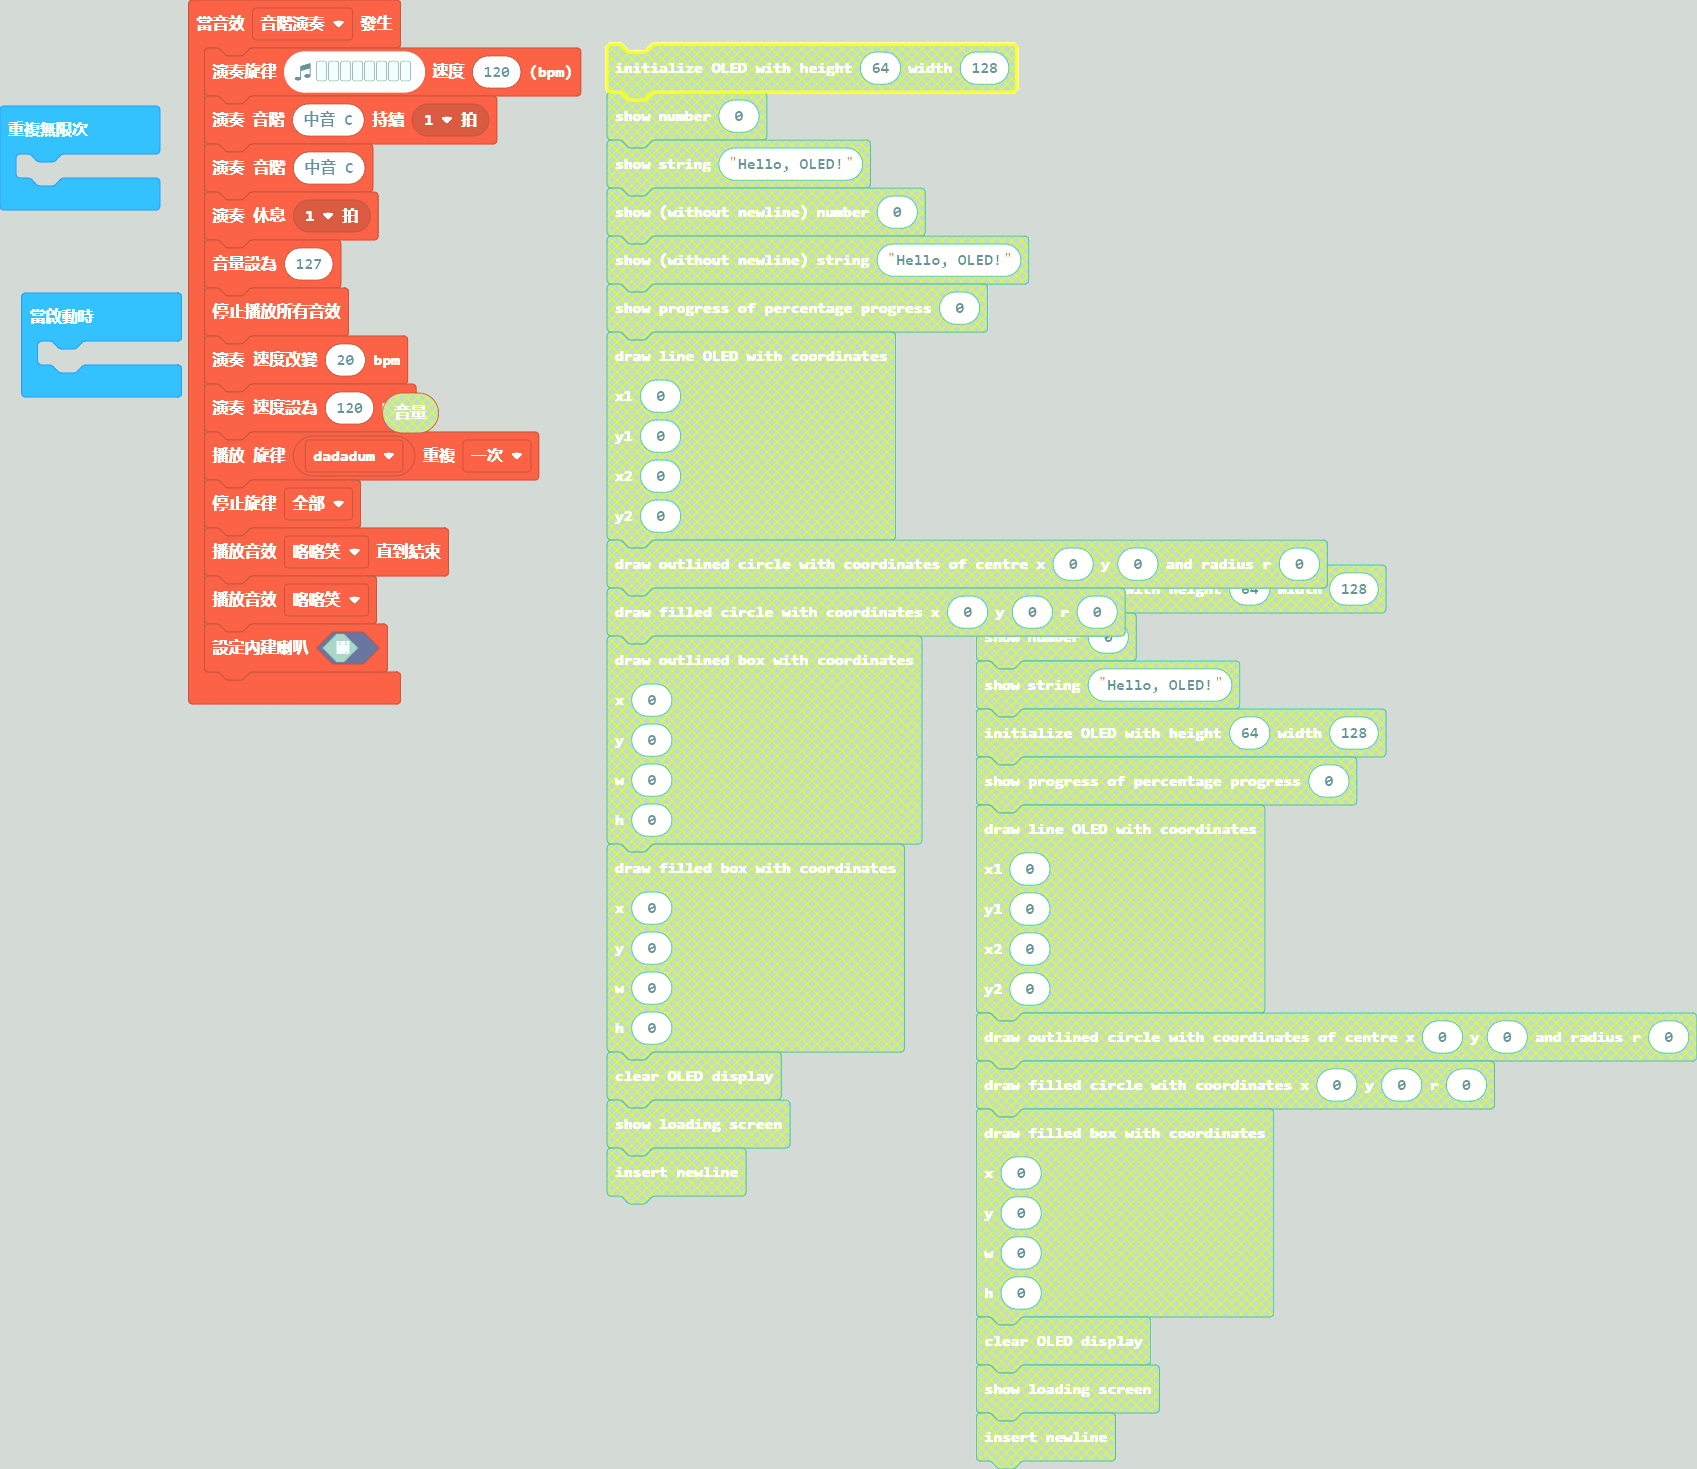 重複無限次
當啟動時
當音效 音階演奏 發生
演奏旋律 速度 120 (bpm)
演奏 音階 中音 C 持續 1 拍
演奏 音階 中音 C
演奏 休息 1 拍
音量設為 127
停止播放所有音效
演奏 速度改變 20 bpm
演奏 速度設為 120
音量
播放 旋律 dadadum 重複 一次
停止旋律 全部
播放音效 咯咯笑 直到結束
播放音效 咯咯笑
設定內建喇叭 關
initialize OLED with height 64 width 128
show number 0
show string "Hello, OLED!"
show (without newline) number 0
show (without newline) string "Hello, OLED!"
show progress of percentage progress 0
draw line OLED with coordinates
x1 0
y1 0
x2 0
y2 0
draw outlined circle with coordinates of centre x 0 y 0 and radius r 0
draw filled circle with coordinates x 0 y 0 r 0
draw outlined box with coordinates
x 0
y 0
w 0
h 0
draw filled box with coordinates
x 0
y 0
w 0
h 0
clear OLED display
show loading screen
insert newline
with height 64 width 128
show number 0
show string "Hello, OLED!"
initialize OLED with height 64 width 128
show progress of percentage progress 0
draw line OLED with coordinates
x1 0
y1 0
x2 0
y2 0
draw outlined circle with coordinates of centre x 0 y 0 and radius r 0
draw filled circle with coordinates x 0 y 0 r 0
draw filled box with coordinates
x 0
y 0
w 0
h 0
clear OLED display
show loading screen
insert newline